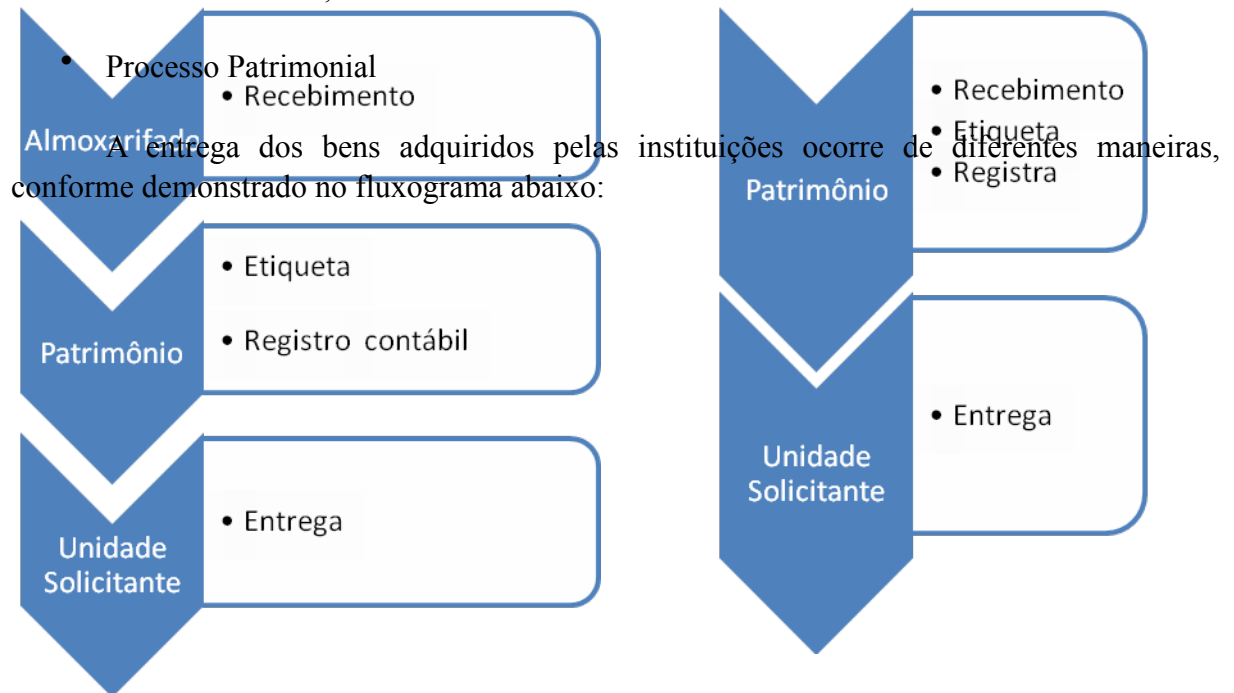 • Processo Patrimonial
A entrega dos bens adquiridos pelas instituições ocorre de diferentes maneiras,
conforme demonstrado no fluxograma abaixo:
Almoxarifado
• Recebimento
Patrimônio
• Etiqueta
• Registro contábil
Unidade
Solicitante
• Entrega
Patrimônio
• Recebimento
• Etiqueta
• Registra
Unidade
Solicitante
• Entrega